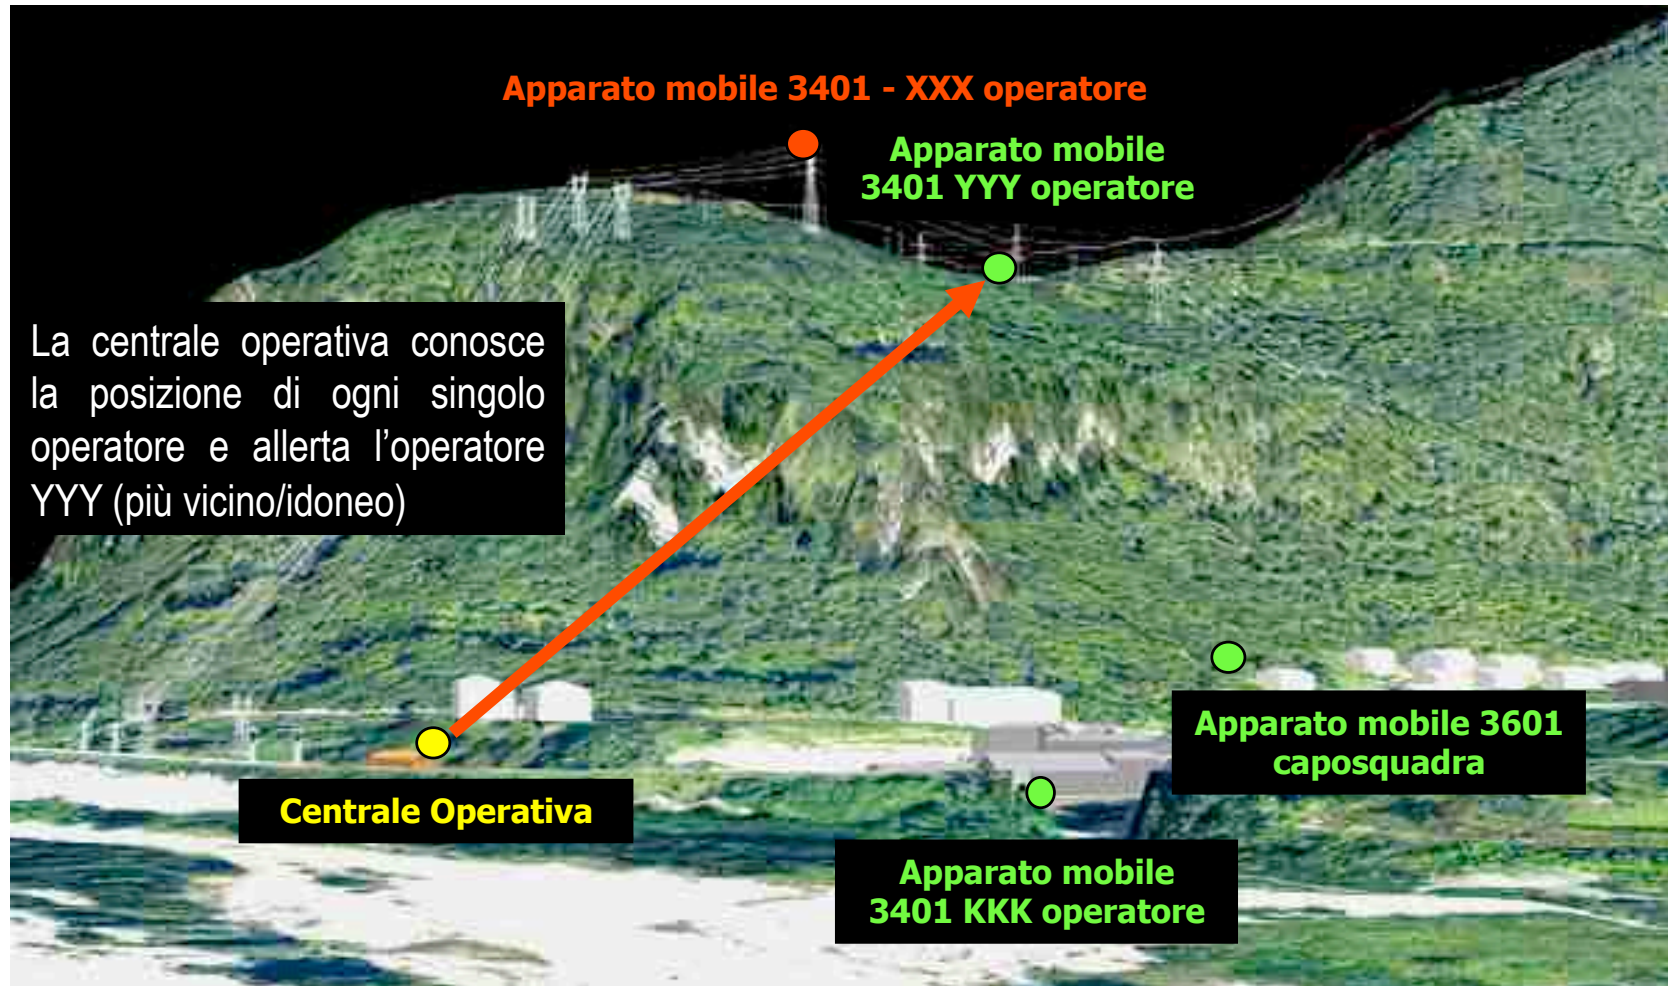 Apparato mobile 3401 - XXX operatore
Apparato mobile
3401 YYY operatore
La centrale operativa conosce
la posizione di ogni singolo
operatore e allerta l’operatore
YYY (più vicino/idoneo)
Apparato mobile 3601
caposquadra
Centrale Operativa
Apparato mobile
3401 KKK operatore